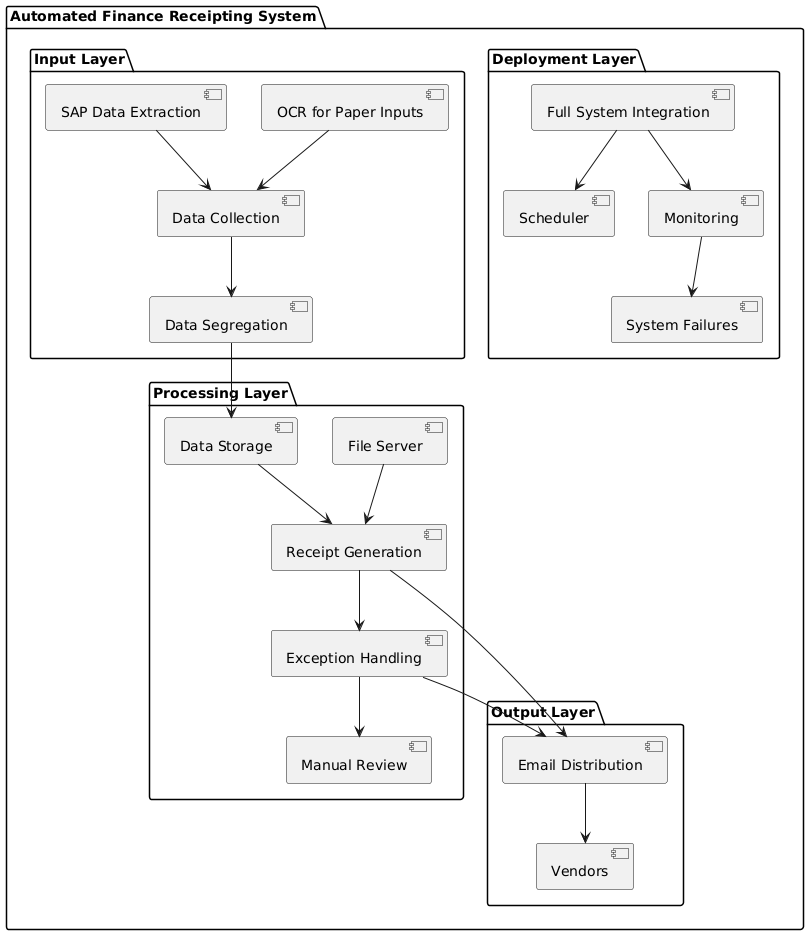 Automated Finance Receipting System
Input Layer
Deployment Layer
SAP Data Extraction
OCR for Paper Inputs
Full System Integration
Data Collection
Scheduler
Monitoring
Data Segregation
System Failures
Processing Layer
Data Storage
File Server
Receipt Generation
Exception Handling
Output Layer
Manual Review
Email Distribution
Vendors